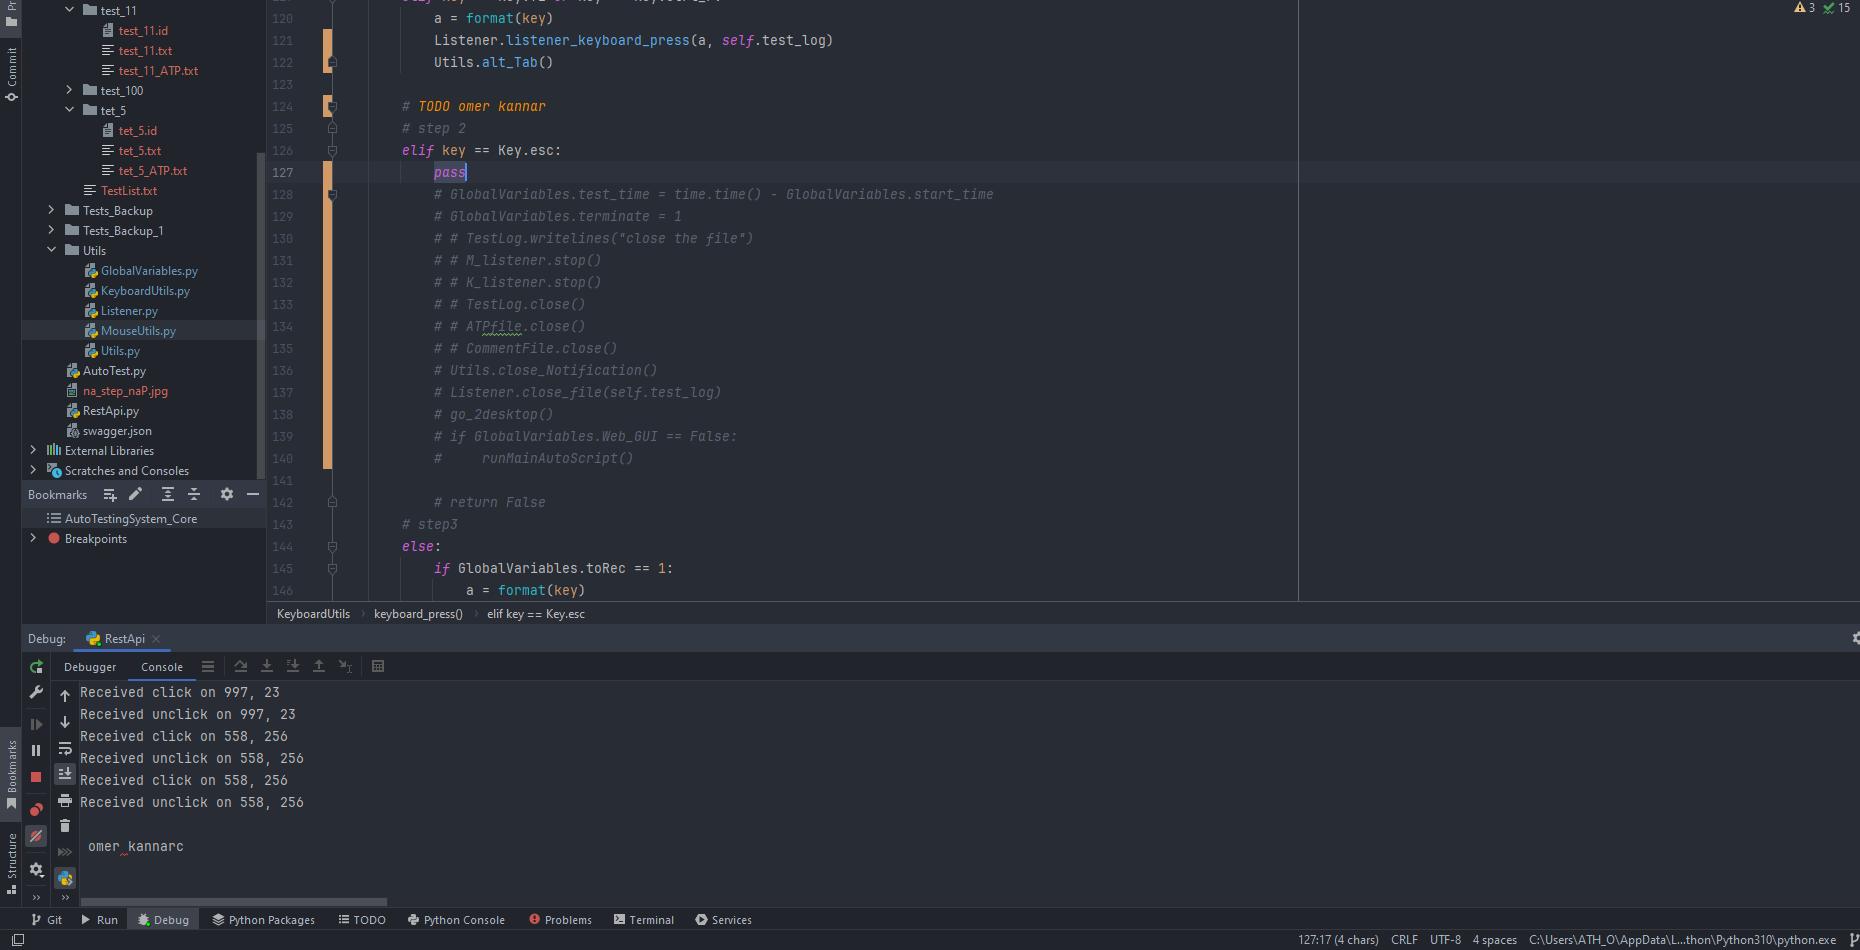 Commit
test_11
test_11.id
test_11.txt
test_11_ATP.txt
test_100
tet_5
tet_5.id
tet_5.txt
tet_5_ATP.txt
TestList.txt
Tests_Backup
Tests_Backup_1
Utils
GlobalVariables.py
KeyboardUtils.py
Listener.py
MouseUtils.py
Utils.py
AutoTest.py
na_step_naP.jpg
RestApi.py
swagger.json
External Libraries
Scratches and Consoles
Bookmarks
AutoTestingSystem_Core
Breakpoints
3 15
120 a = format(key)
121 Listener.listener_keyboard_press(a, self.test_log)
122 Utils.alt_Tab()
123
124 # TODO omer kannar
125 # step 2
126 elif key == Key.esc:
127 pass
128 # GlobalVariables.test_time = time.time() - GlobalVariables.start_time
129 # GlobalVariables.terminate = 1
130 # # TestLog.writelines("close the file")
131 # # M_listener.stop()
132 # # K_listener.stop()
133 # # TestLog.close()
134 # # ATPfile.close()
135 # # CommentFile.close()
136 # Utils.close_Notification()
137 # Listener.close_file(self.test_log)
138 # go_2desktop()
139 # if GlobalVariables.Web_GUI == False:
140 #     runMainAutoScript()
141
142 # return False
143 # step3
144 else:
145 if GlobalVariables.toRec == 1:
146 a = format(key)
KeyboardUtils keyboard_press() elif key == Key.esc
Debug: RestApi
Debugger Console
Received click on 997, 23
Received unclick on 997, 23
Received click on 558, 256
Received unclick on 558, 256
Received click on 558, 256
Received unclick on 558, 256
omer kannarc
Bookmarks
Structure
Git Run Debug Python Packages TODO Python Console Problems Terminal Services
127:17 (4 chars) CRLF UTF-8 4 spaces C:\Users\ATH_O\AppData\L...thon\Python310\python.exe